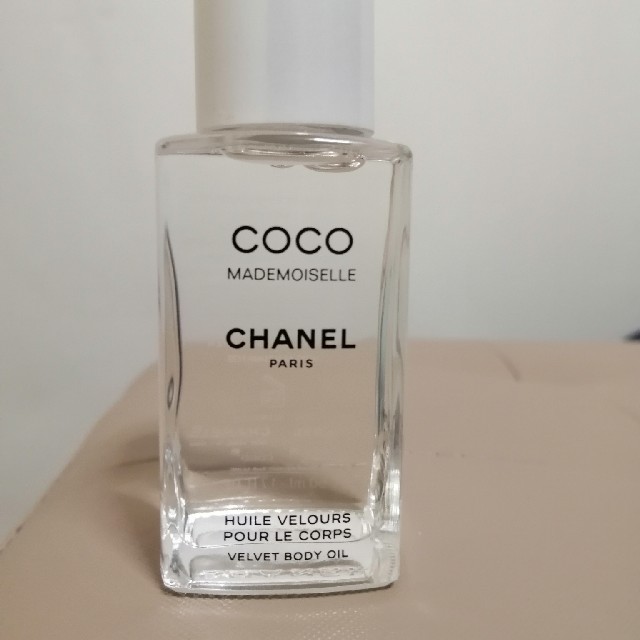 COCO
MADEMOISELLE
CHANEL
PARIS
HUILE VELOURS
POUR LE CORPS
VELVET BODY OIL